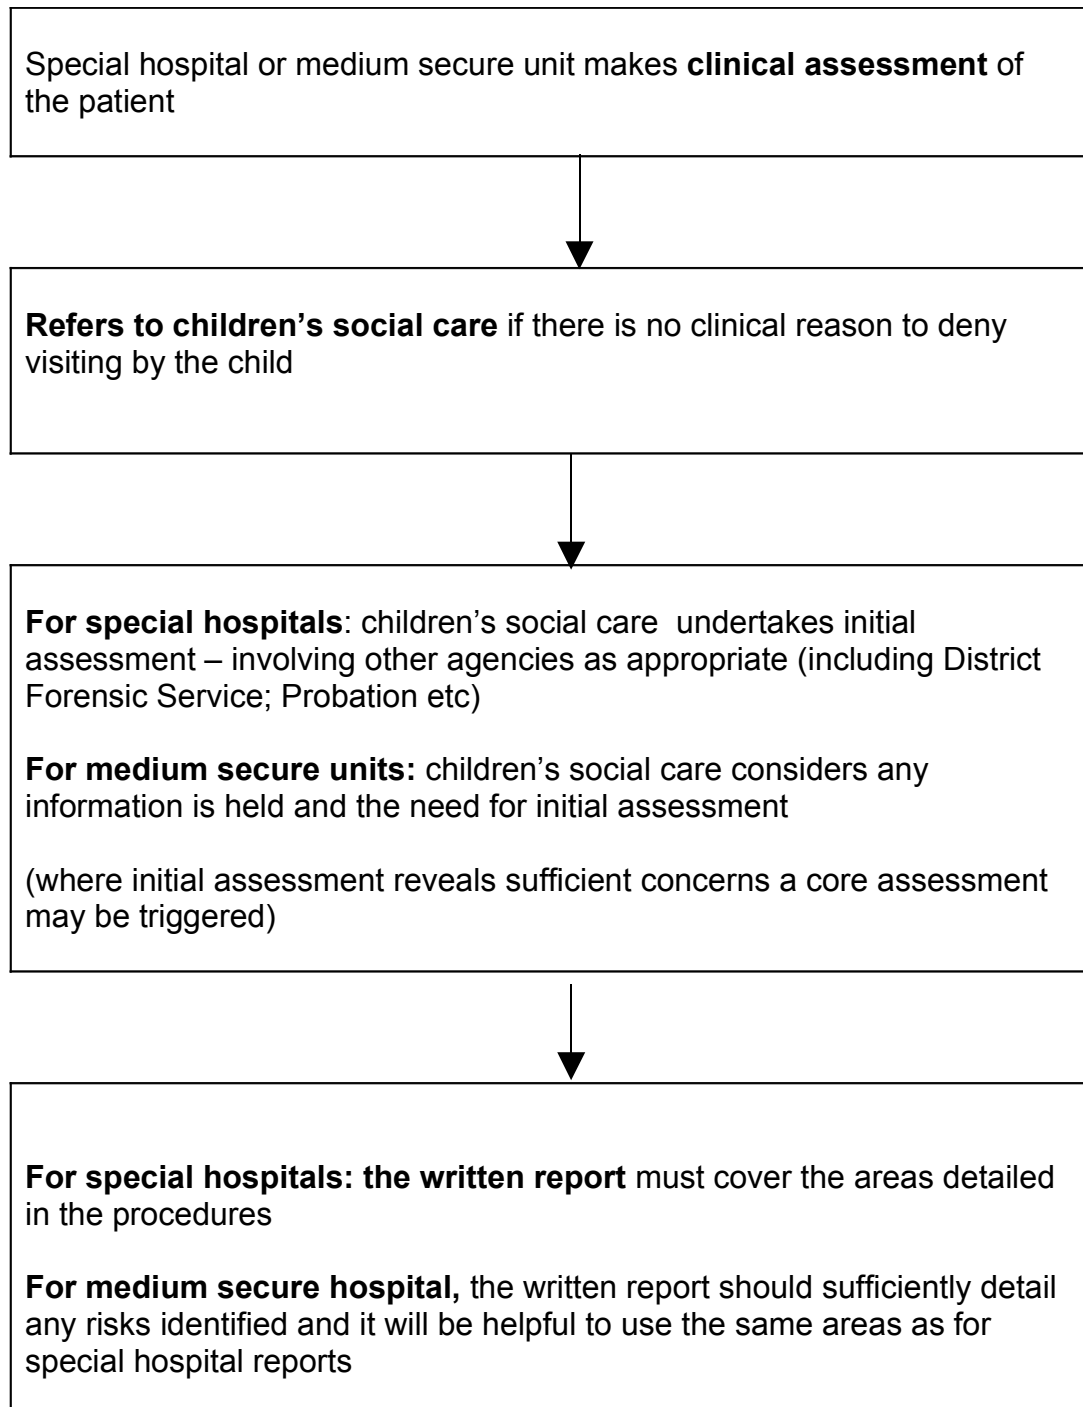 Special hospital or medium secure unit makes clinical assessment of
the patient
Refers to children’s social care if there is no clinical reason to deny
visiting by the child
For special hospitals: children’s social care  undertakes initial
assessment – involving other agencies as appropriate (including District
Forensic Service; Probation etc)
For medium secure units: children’s social care considers any
information is held and the need for initial assessment
(where initial assessment reveals sufficient concerns a core assessment
may be triggered)
For special hospitals: the written report must cover the areas detailed
in the procedures
For medium secure hospital, the written report should sufficiently detail
any risks identified and it will be helpful to use the same areas as for
special hospital reports